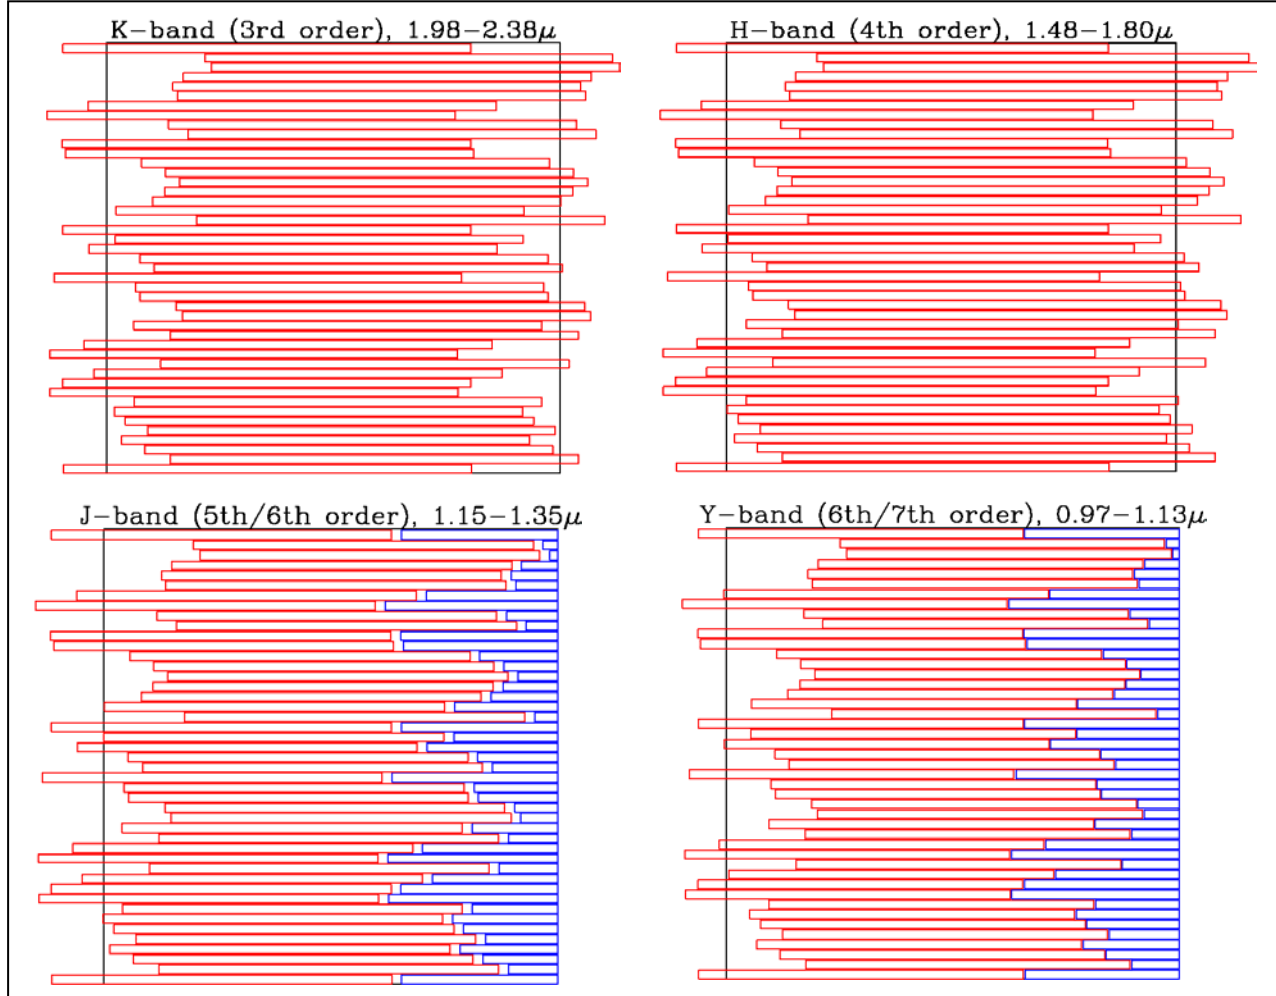 K-band (3rd order), 1.98-2.38μ
H-band (4th order), 1.48-1.80μ
J-band (5th/6th order), 1.15-1.35μ
Y-band (6th/7th order), 0.97-1.13μ